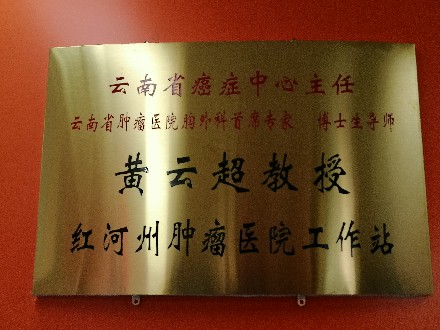 云南省癌症中心主任
云南省肿瘤医院胸外科首席专家 博士生导师
黄云超教授
红河州肿瘤医院工作站